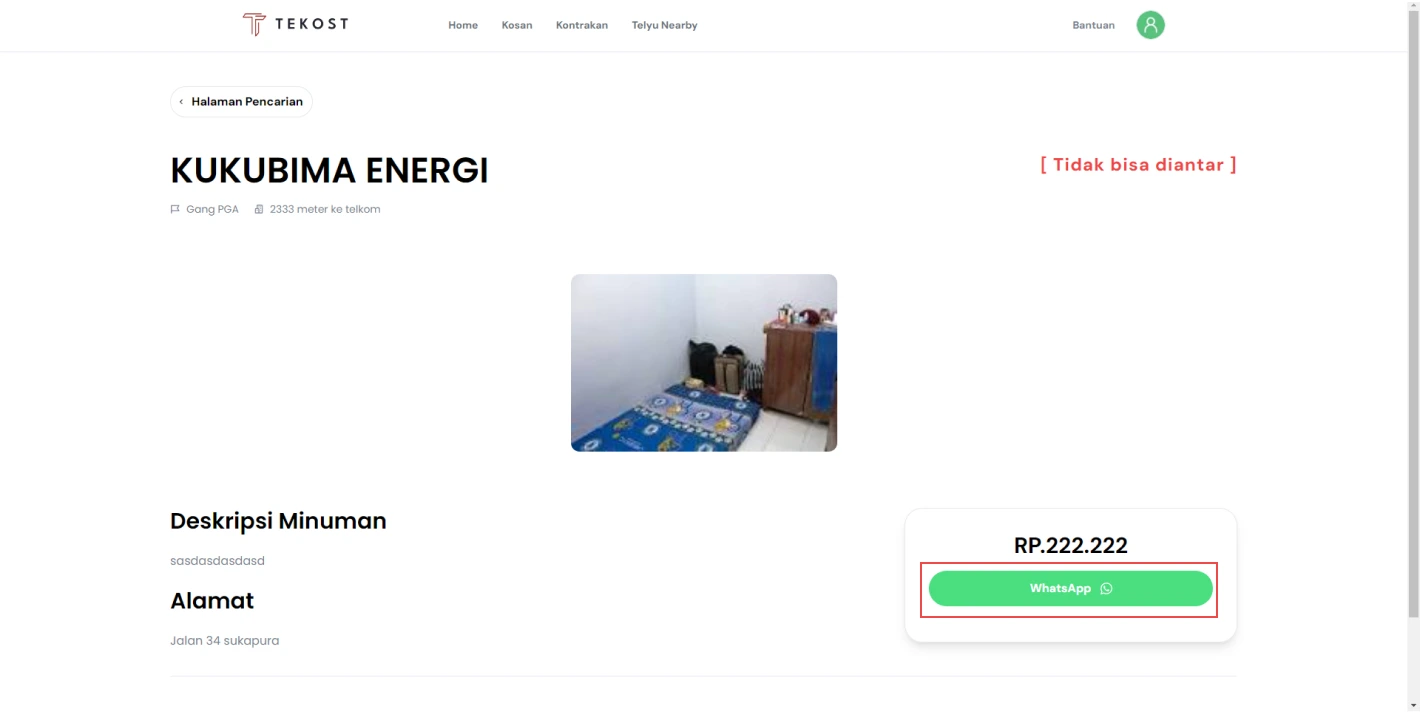 TEKOST
Home Kosan Kontrakan Telyu Nearby Bantuan
‹ Halaman Pencarian
KUKUBIMA ENERGI
[ Tidak bisa diantar ]
Gang PGA 2333 meter ke telkom
Deskripsi Minuman
sasdasdasdasd
Alamat
Jalan 34 sukapura
RP.222.222
WhatsApp